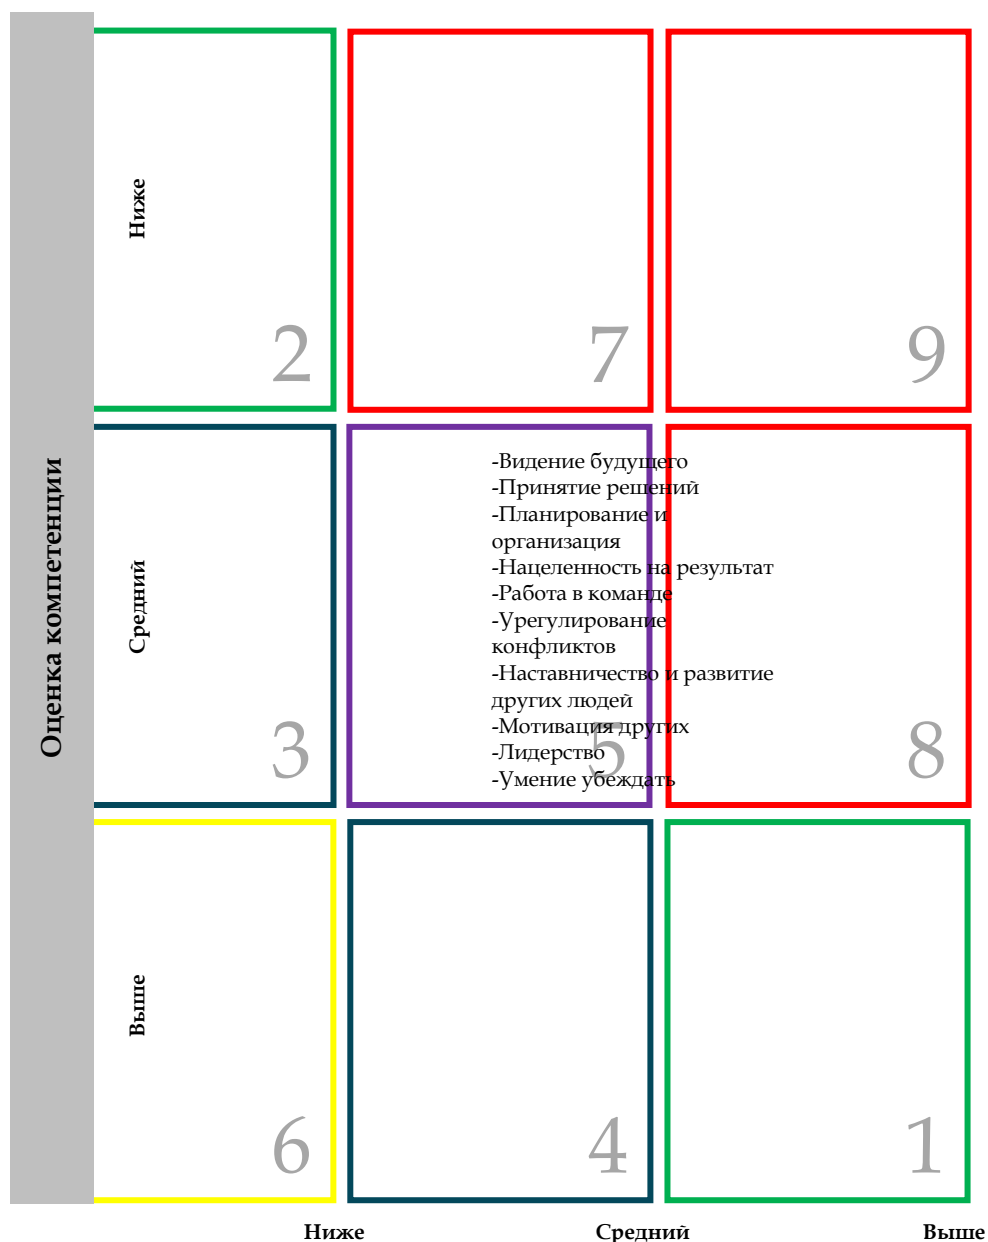 Оценка компетенции
Ниже
2
7
9
Средний
-Видение будущего
-Принятие решений
-Планирование и
организация
-Нацеленность на результат
-Работа в команде
-Урегулирование
конфликтов
-Наставничество и развитие
других людей
-Мотивация других
-Лидерство
-Умение убеждать
3
5
8
Выше
6
4
1
Ниже
Средний
Выше